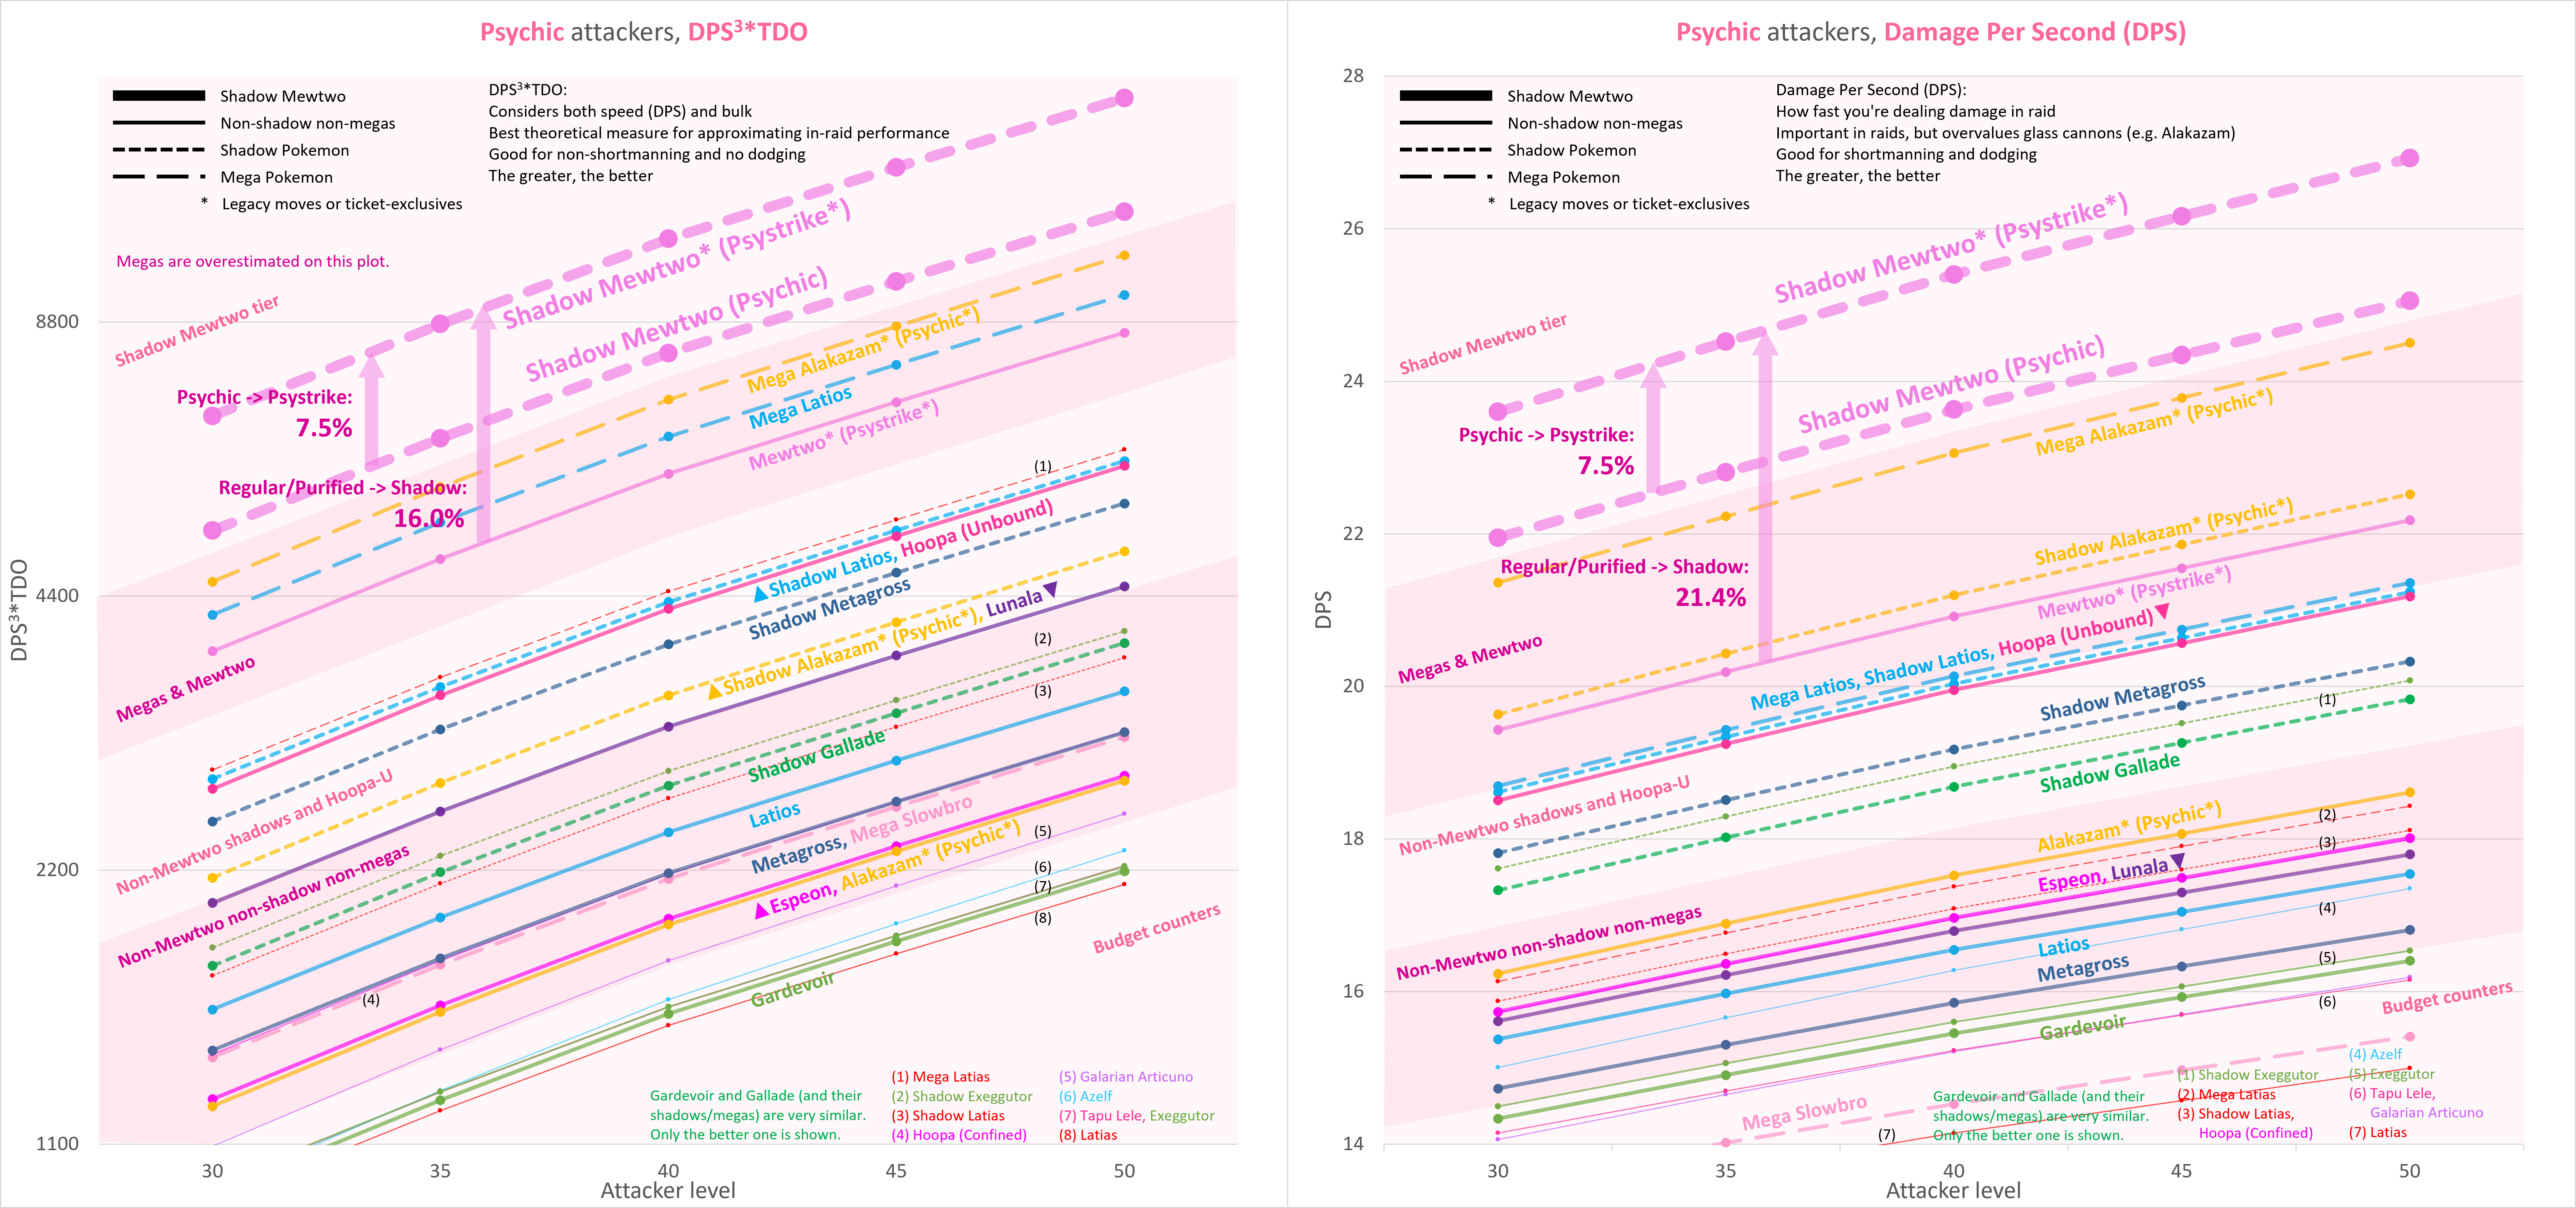 Psychic attackers, DPS³*TDO
Shadow Mewtwo
Non-shadow non-megas
Shadow Pokemon
Mega Pokemon
* Legacy moves or ticket-exclusives
DPS³*TDO:
Considers both speed (DPS) and bulk
Best theoretical measure for approximating in-raid performance
Good for non-shortmanning and no dodging
The greater, the better
Megas are overestimated on this plot.
Shadow Mewtwo tier
Shadow Mewtwo* (Psystrike*)
Shadow Mewtwo (Psychic)
Mega Alakazam* (Psychic*)
Mega Latios
Mewtwo* (Psystrike*)
Psychic -> Psystrike:
7.5%
Regular/Purified -> Shadow:
16.0%
(1)
▲Shadow Latios, Hoopa (Unbound)
Shadow Metagross
▲Shadow Alakazam* (Psychic*), Lunala▼
(2)
(3)
Megas & Mewtwo
Shadow Gallade
Latios
Metagross, Mega Slowbro
▲Espeon, Alakazam* (Psychic*)
(5)
(6)
(7)
(8)
Non-Mewtwo shadows and Hoopa-U
Non-Mewtwo non-shadow non-megas
(4)
Budget counters
Gardevoir
Gardevoir and Gallade (and their
shadows/megas) are very similar.
Only the better one is shown.
(1) Mega Latias
(2) Shadow Exeggutor
(3) Shadow Latias
(4) Hoopa (Confined)
(5) Galarian Articuno
(6) Azelf
(7) Tapu Lele, Exeggutor
(8) Latias
8800
4400
2200
1100
DPS³*TDO
30
35
40
45
50
Attacker level
Psychic attackers, Damage Per Second (DPS)
Shadow Mewtwo
Non-shadow non-megas
Shadow Pokemon
Mega Pokemon
* Legacy moves or ticket-exclusives
Damage Per Second (DPS):
How fast you're dealing damage in raid
Important in raids, but overvalues glass cannons (e.g. Alakazam)
Good for shortmanning and dodging
The greater, the better
Shadow Mewtwo tier
Shadow Mewtwo* (Psystrike*)
Shadow Mewtwo (Psychic)
Mega Alakazam* (Psychic*)
Psychic -> Psystrike:
7.5%
Regular/Purified -> Shadow:
21.4%
Shadow Alakazam* (Psychic*)
Mewtwo* (Psystrike*)
Mega Latios, Shadow Latios, Hoopa (Unbound)▼
Megas & Mewtwo
Shadow Metagross
(1)
Shadow Gallade
Non-Mewtwo shadows and Hoopa-U
Alakazam* (Psychic*)
(2)
(3)
Espeon, Lunala▼
(4)
Non-Mewtwo non-shadow non-megas
Latios
Metagross
(5)
(6)
Gardevoir
Budget counters
Mega Slowbro
(7)
Gardevoir and Gallade (and their
shadows/megas) are very similar.
Only the better one is shown.
(1) Shadow Exeggutor
(2) Mega Latias
(3) Shadow Latias,
Hoopa (Confined)
(4) Azelf
(5) Exeggutor
(6) Tapu Lele,
Galarian Articuno
(7) Latias
28
26
24
22
20
18
16
14
DPS
30
35
40
45
50
Attacker level